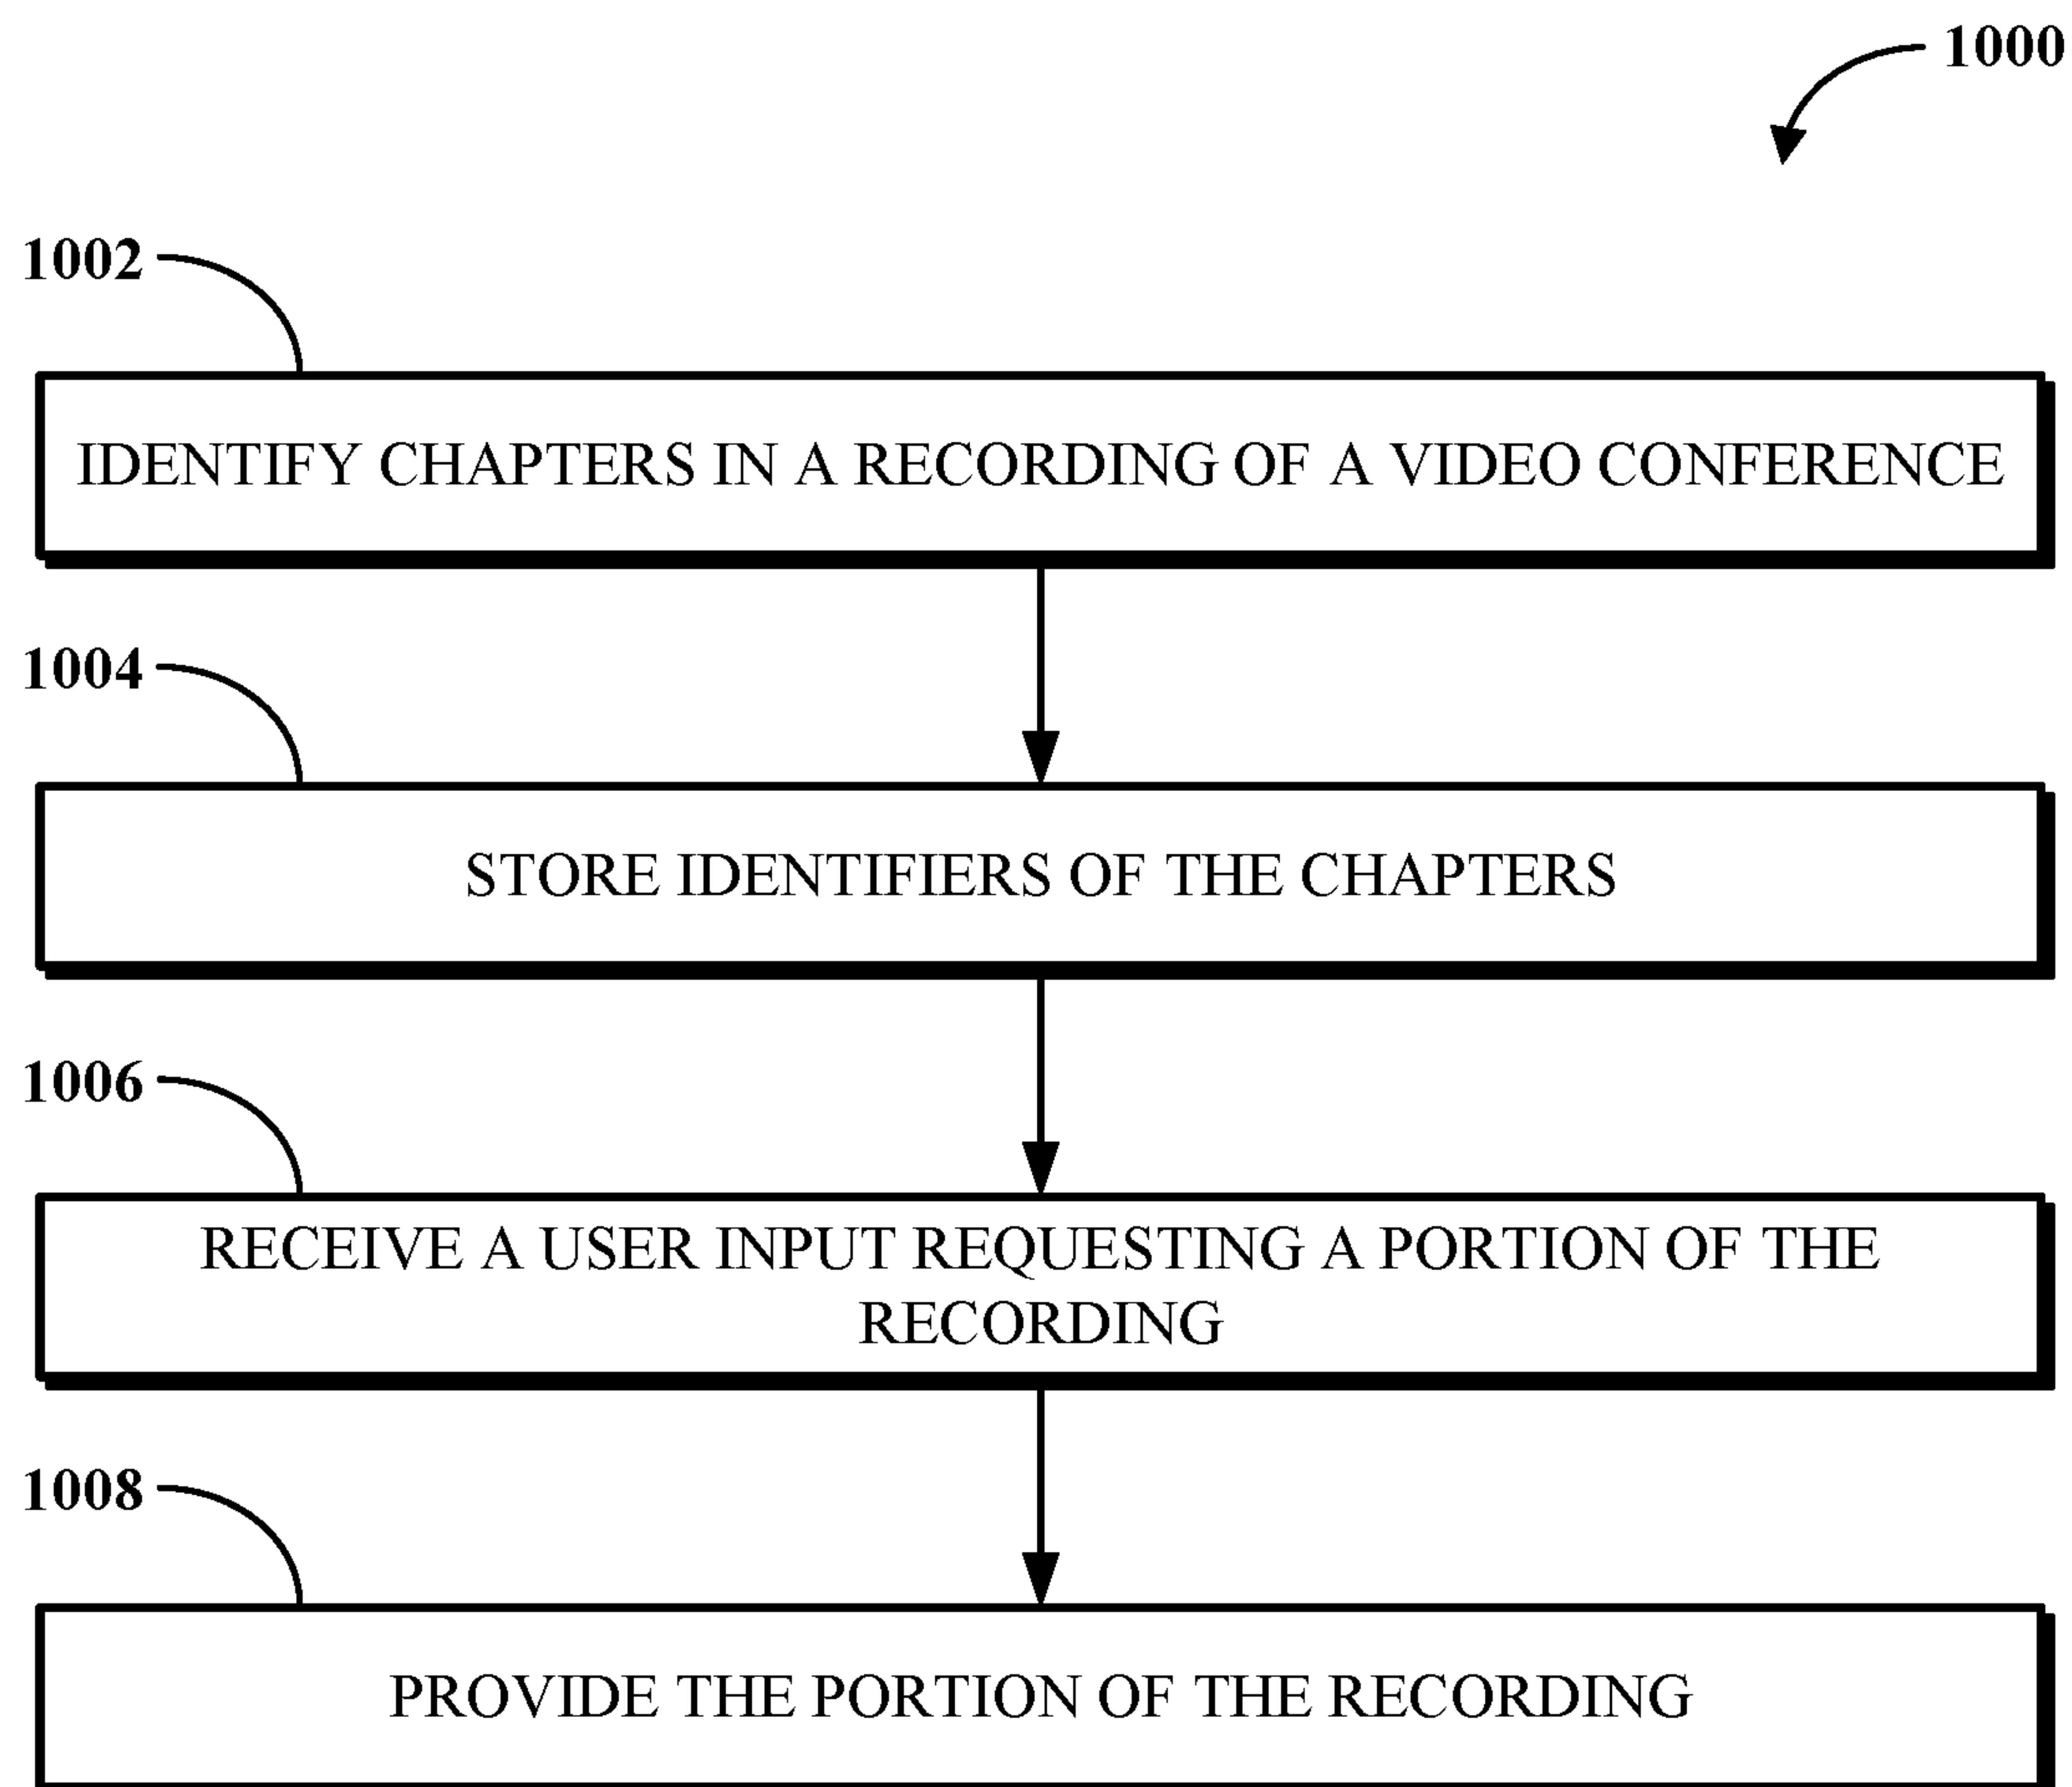 1000
1002
IDENTIFY CHAPTERS IN A RECORDING OF A VIDEO CONFERENCE
1004
STORE IDENTIFIERS OF THE CHAPTERS
1006
RECEIVE A USER INPUT REQUESTING A PORTION OF THE
RECORDING
1008
PROVIDE THE PORTION OF THE RECORDING